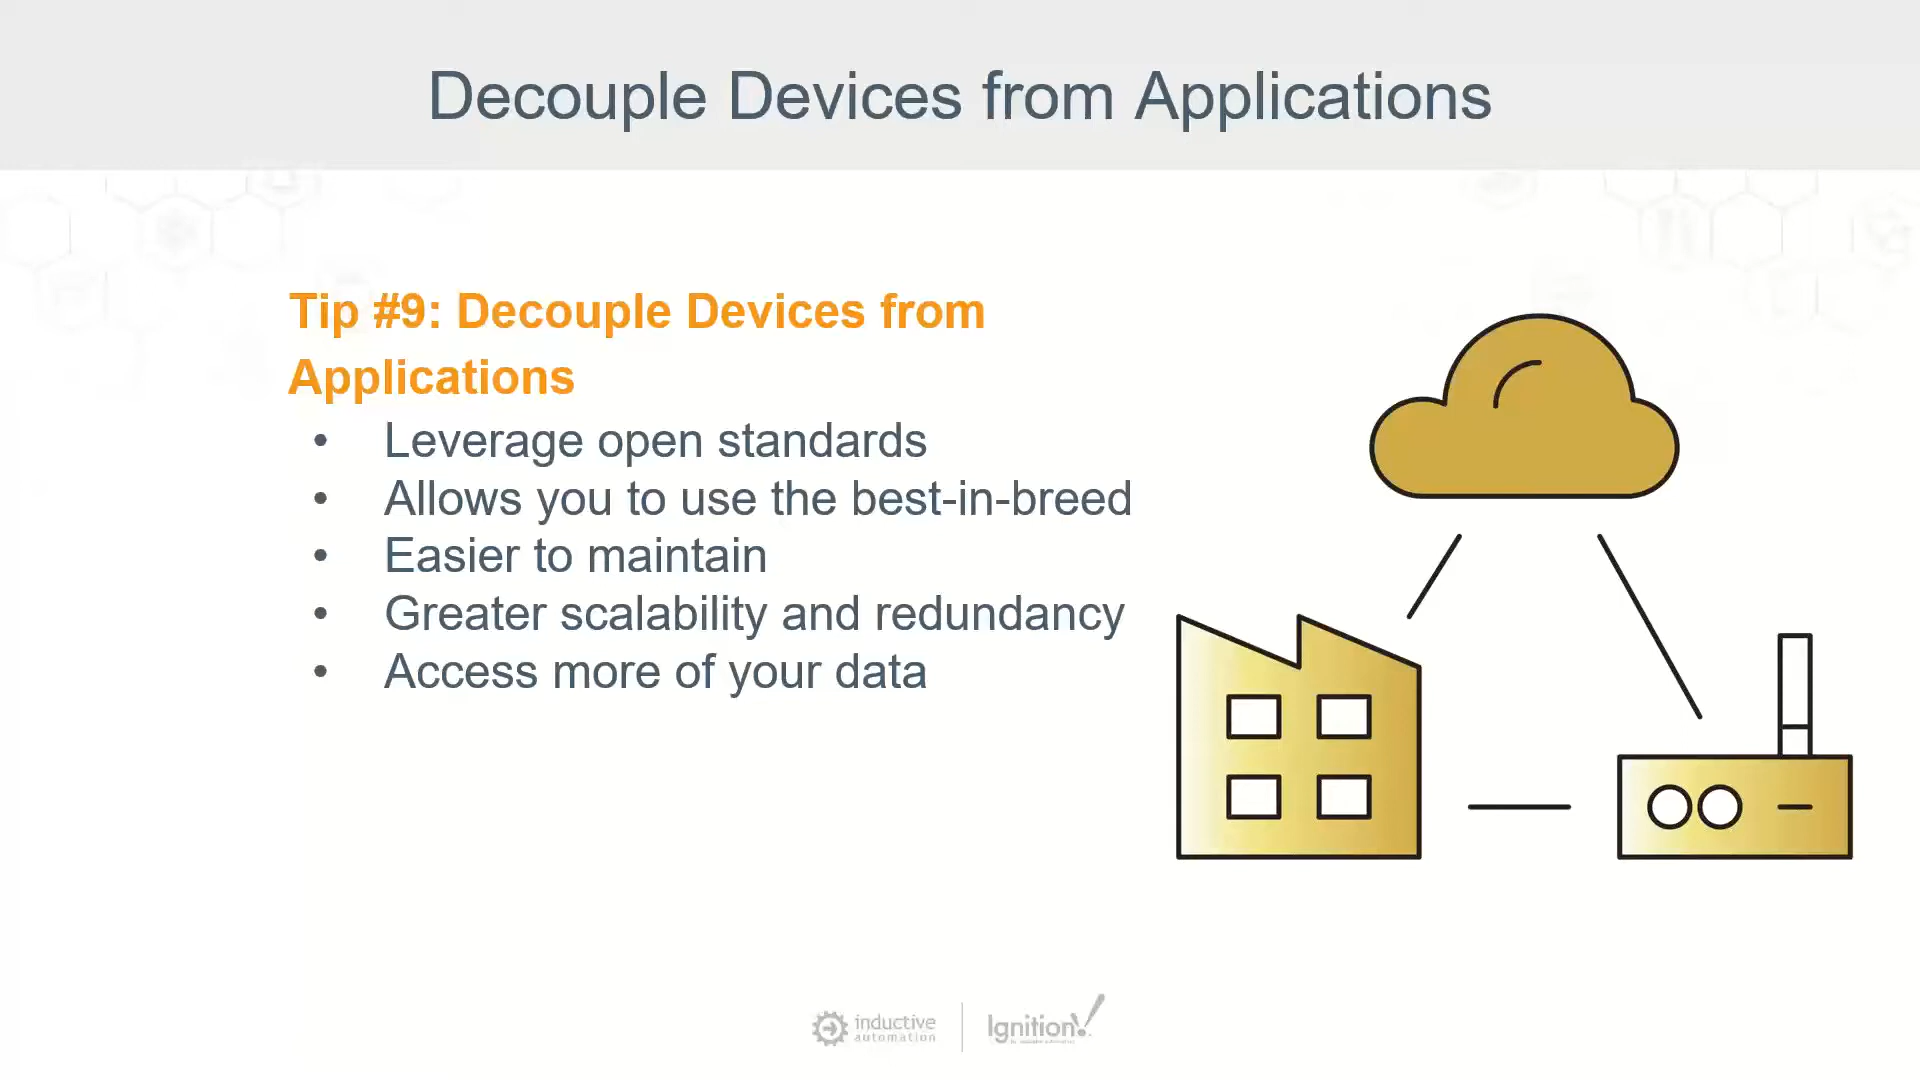 Decouple Devices from Applications
Tip #9: Decouple Devices from
Applications
• Leverage open standards
• Allows you to use the best-in-breed
• Easier to maintain
• Greater scalability and redundancy
• Access more of your data
inductive
automation
Ignition!